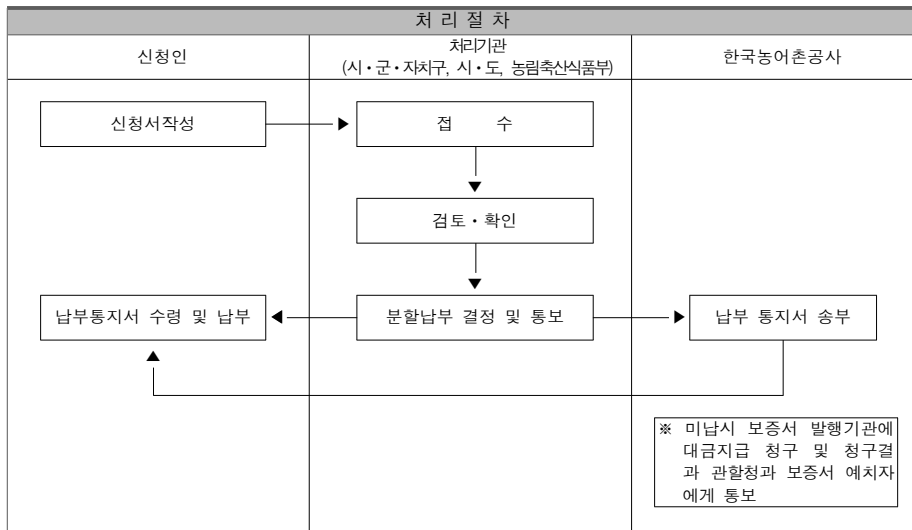 처 리 절 차
신청인
처리기관
(시・군・자치구, 시・도, 농림축산식품부)
한국농어촌공사
신청서작성
접 수
검토・확인
납부통지서 수령 및 납부
분할납부 결정 및 통보
납부 통지서 송부
※ 미납시 보증서 발행기관에
대금지급 청구 및 청구결
과 관할청과 보증서 예치자
에게 통보